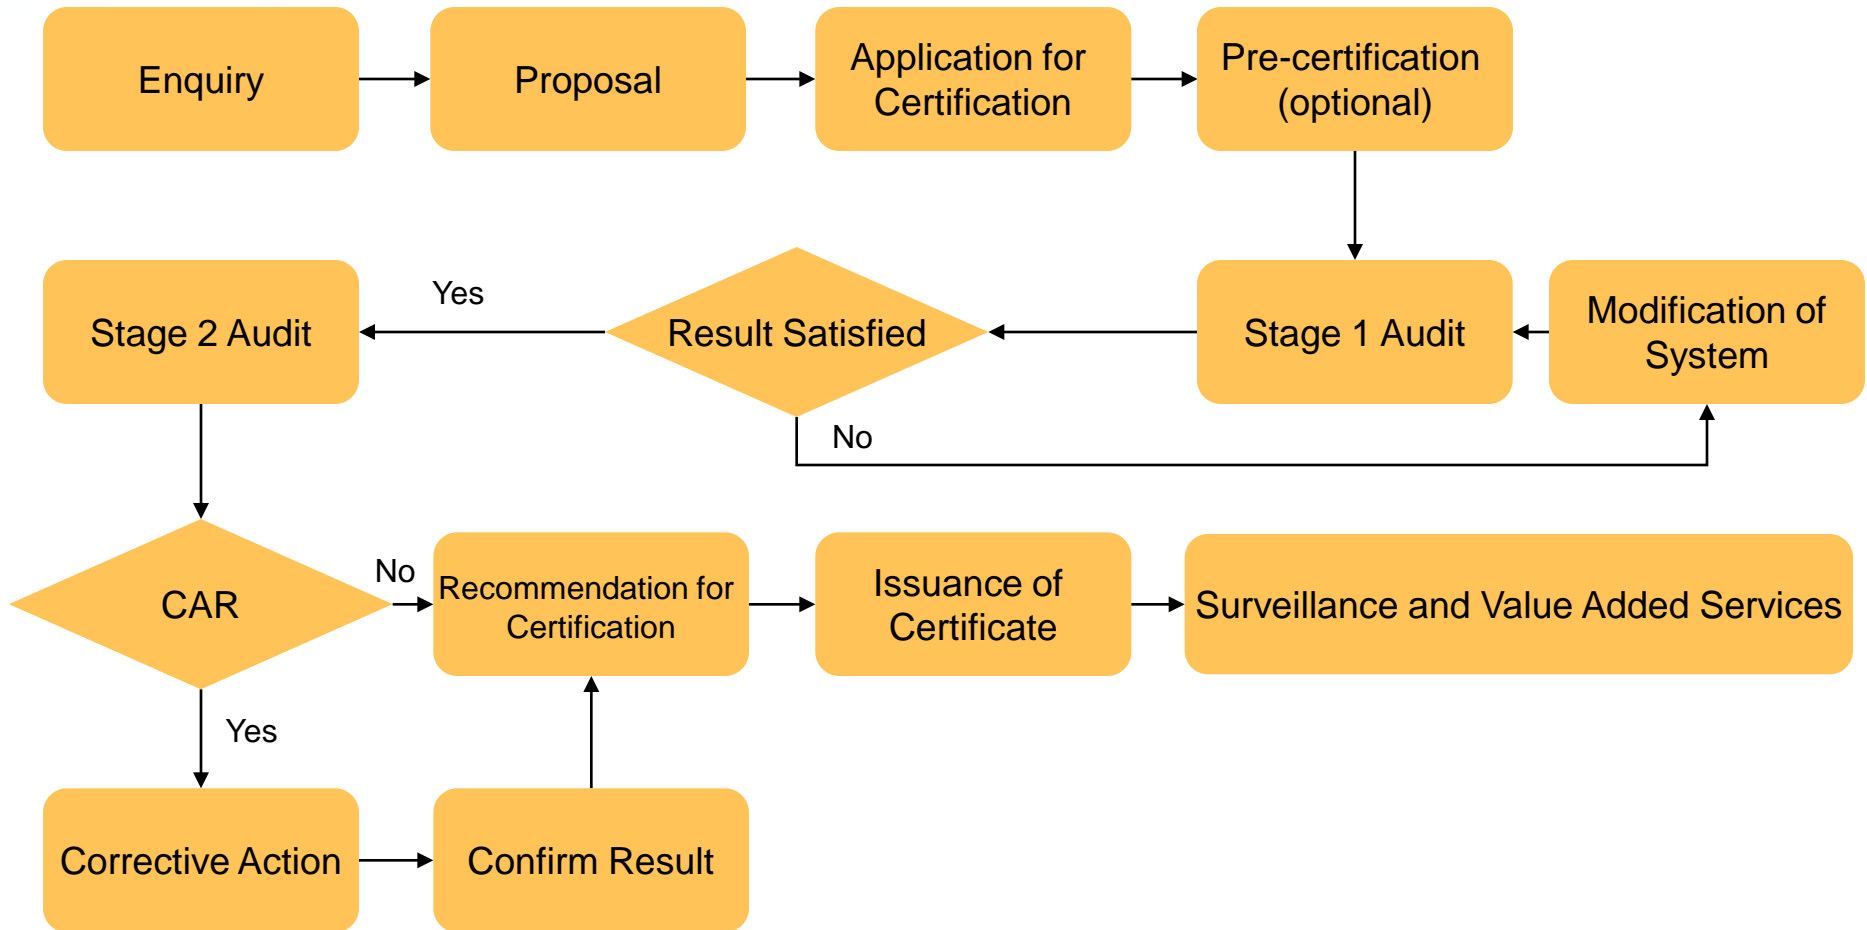 Enquiry
Proposal
Application for
Certification
Pre-certification
(optional)
Stage 2 Audit
Yes
Result Satisfied
Stage 1 Audit
Modification of
System
No
CAR
No
Recommendation for
Certification
Issuance of
Certificate
Surveillance and Value Added Services
Yes
Corrective Action
Confirm Result